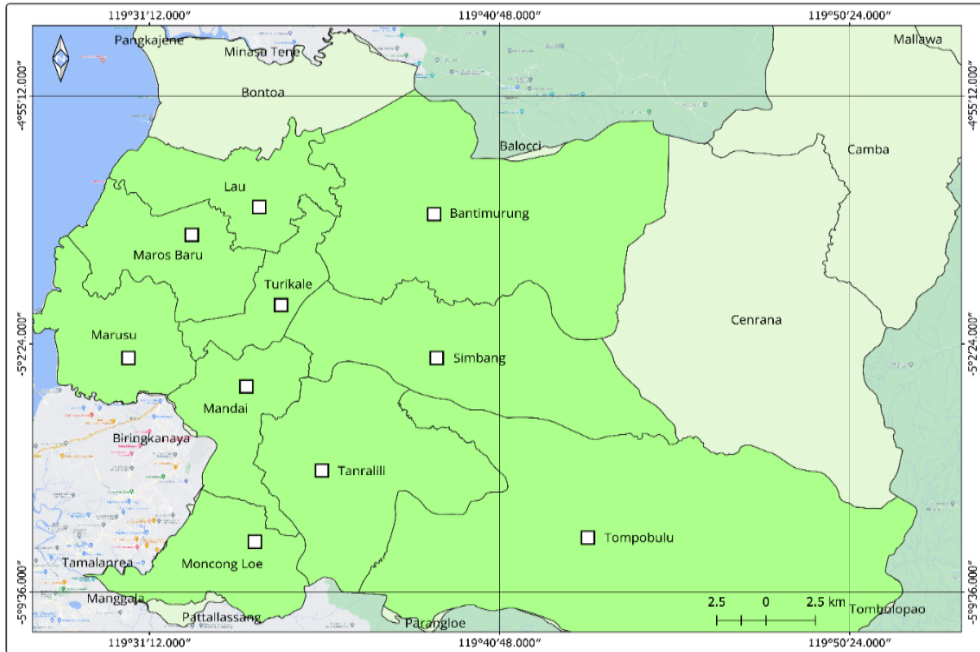 119°31′12.000″
119°40′48.000″
119°50′24.000″
Pangkajene
Mallawa
Minasa Tene
Bontoa
-4°55′12.000″
-4°55′12.000″
Balocci
Camba
Lau
Bantimurung
Maros Baru
Turikale
Cenrana
Marusu
-5°2′24.000″
-5°2′24.000″
Simbang
Mandai
Biringkanaya
Tanralili
Tompobulu
Tamalanrea
Moncong Loe
Manggala
-5°9′36.000″
-5°9′36.000″
2.5 0 2.5 km
Pattallassang
Parangloe
Tombulopao
119°31′12.000″
119°40′48.000″
119°50′24.000″